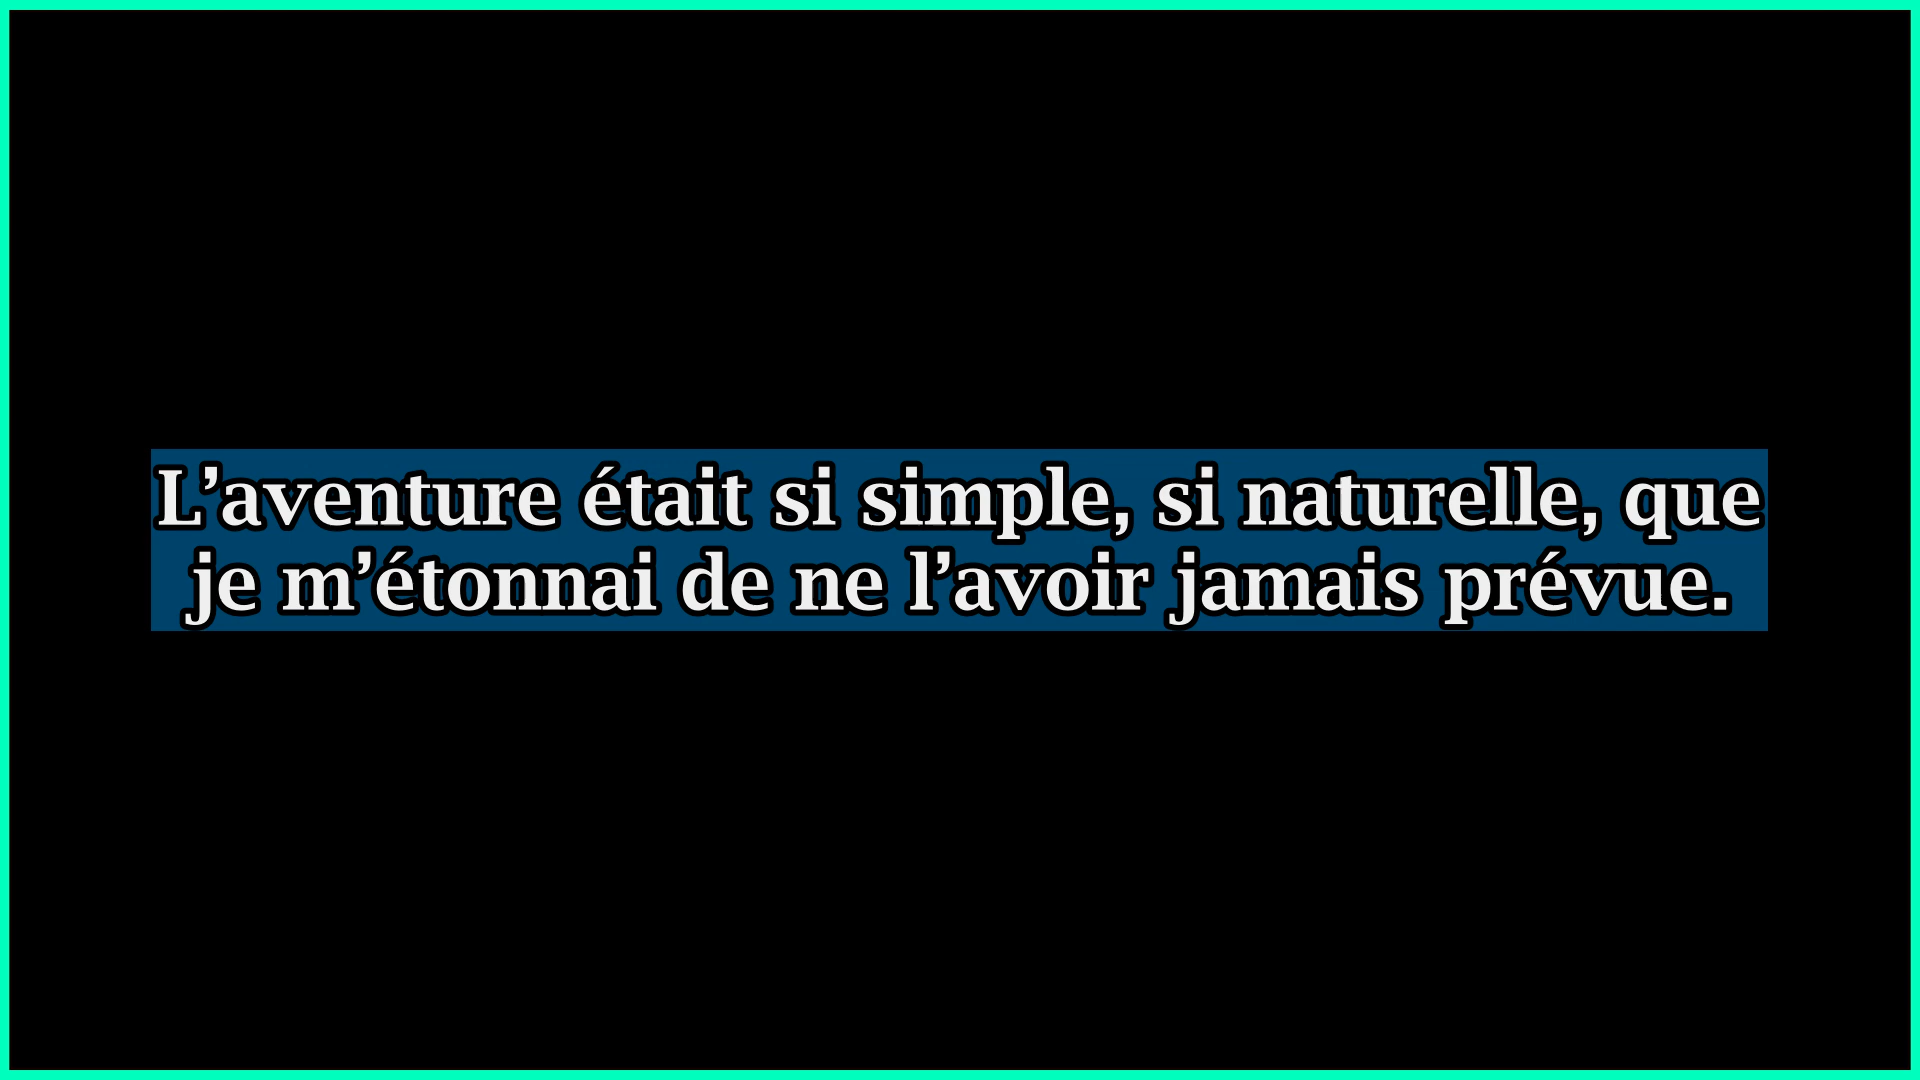 L’aventure était si simple, si naturelle, que
je m’étonnai de ne l’avoir jamais prévue.